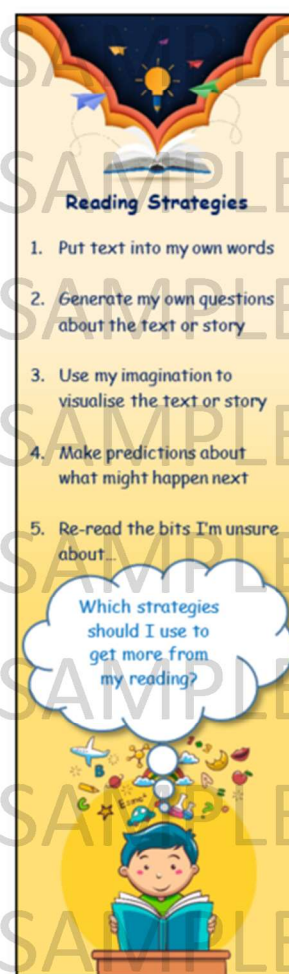 Reading Strategies
1. Put text into my own words
2. Generate my own questions
about the text or story
3. Use my imagination to
visualise the text or story
4. Make predictions about
what might happen next
5. Re-read the bits I'm unsure
about...
Which strategies
should I use to
get more from
my reading?
SAMPLE
SAMPLE
SAMPLE
SAMPLE
SAMPLE
SAMPLE
SAMPLE
SAMPLE